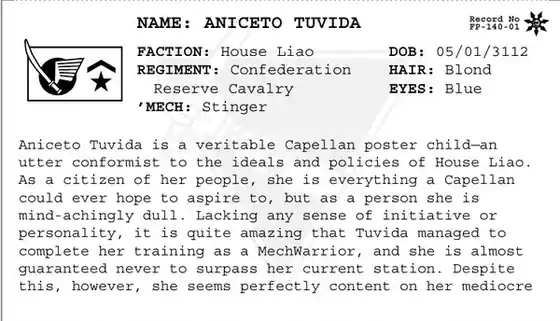 NAME: ANICETO TUVIDA
Record No
FP-140-01
FACTION: House Liao
DOB: 05/01/3112
REGIMENT: Confederation
HAIR: Blond
Reserve Cavalry
EYES: Blue
’MECH: Stinger
Aniceto Tuvida is a veritable Capellan poster child—an
utter conformist to the ideals and policies of House Liao.
As a citizen of her people, she is everything a Capellan
could ever hope to aspire to, but as a person she is
mind-achingly dull. Lacking any sense of initiative or
personality, it is quite amazing that Tuvida managed to
complete her training as a MechWarrior, and she is almost
guaranteed never to surpass her current station. Despite
this, however, she seems perfectly content on her mediocre